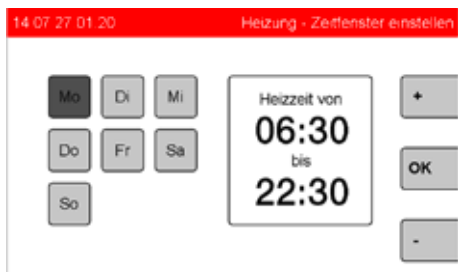 14 07 27 01.20 Heizung - Zeitfenster einstellen
Mo Di Mi
Do Fr Sa
So
Heizzeit von
06:30
bis
22:30
+
OK
-